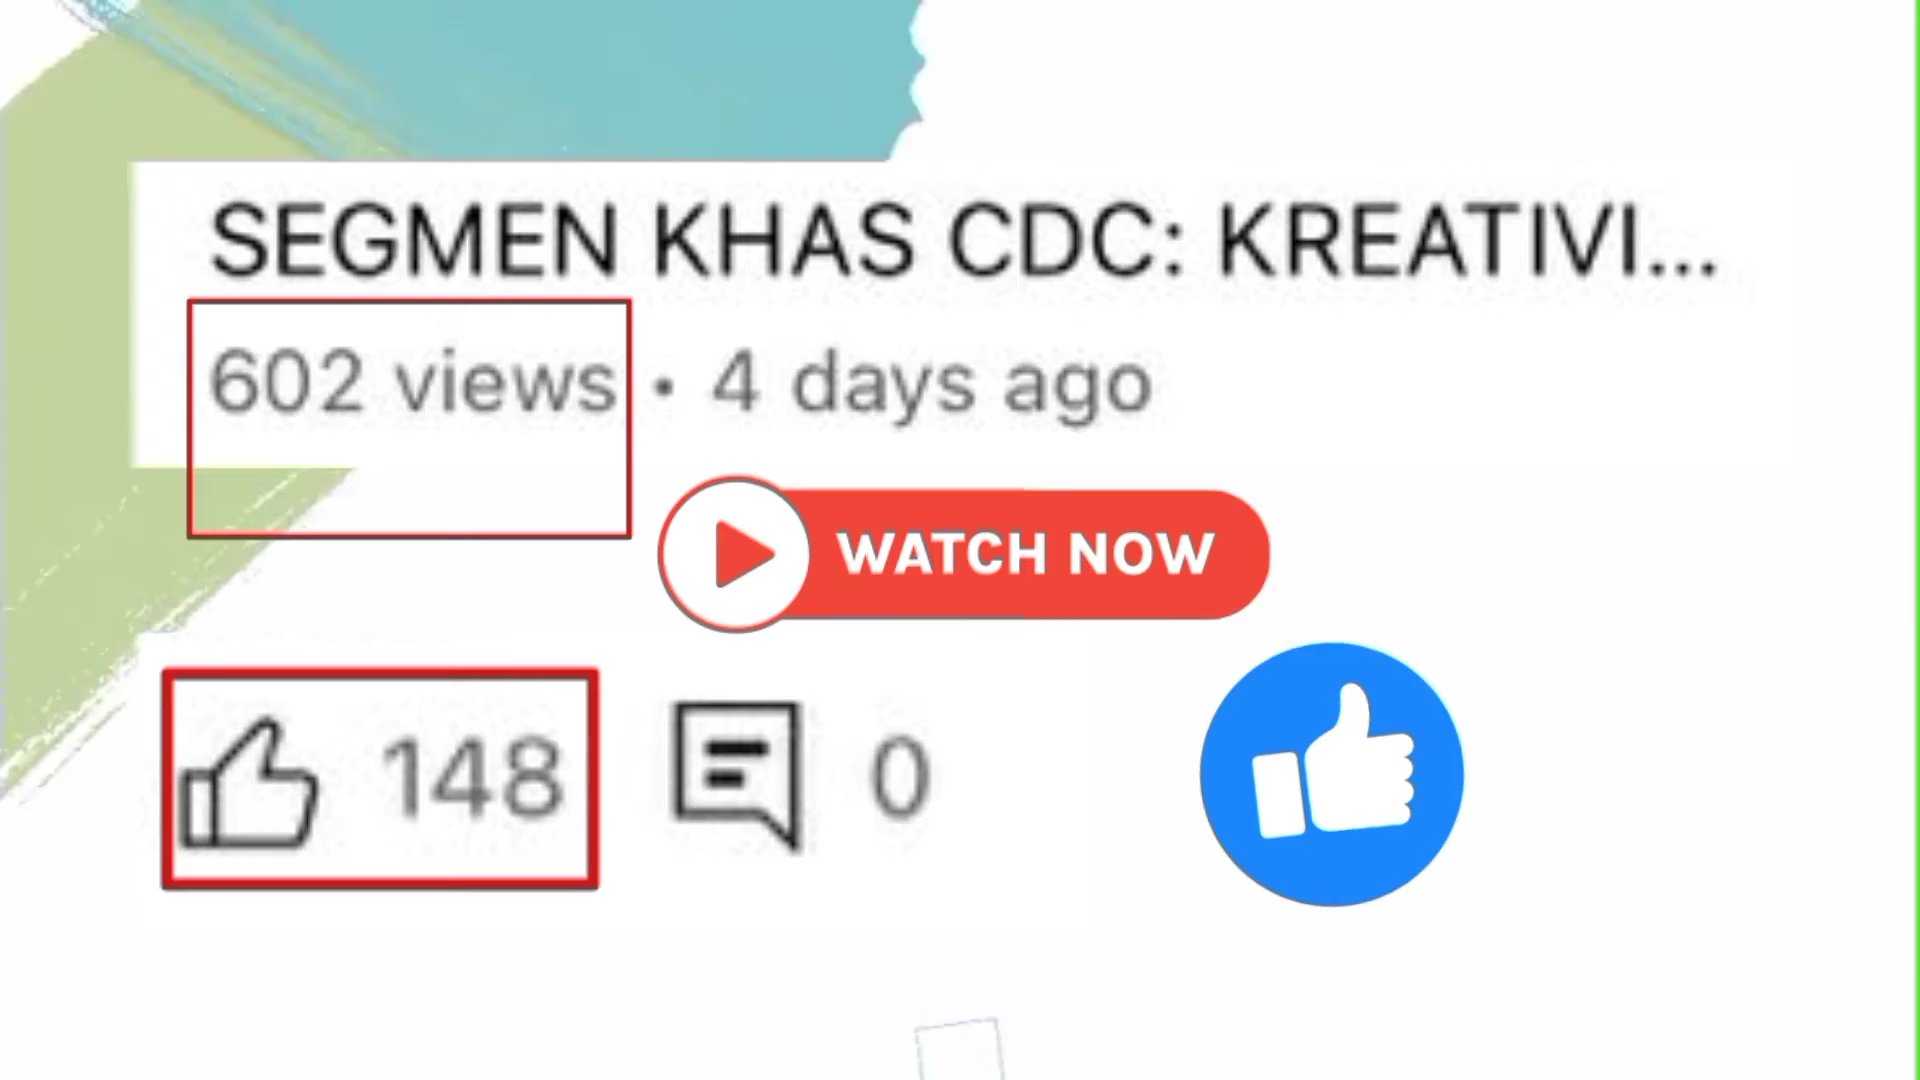 SEGMEN KHAS CDC: KREATIVI...
602 views • 4 days ago
WATCH NOW
148 0